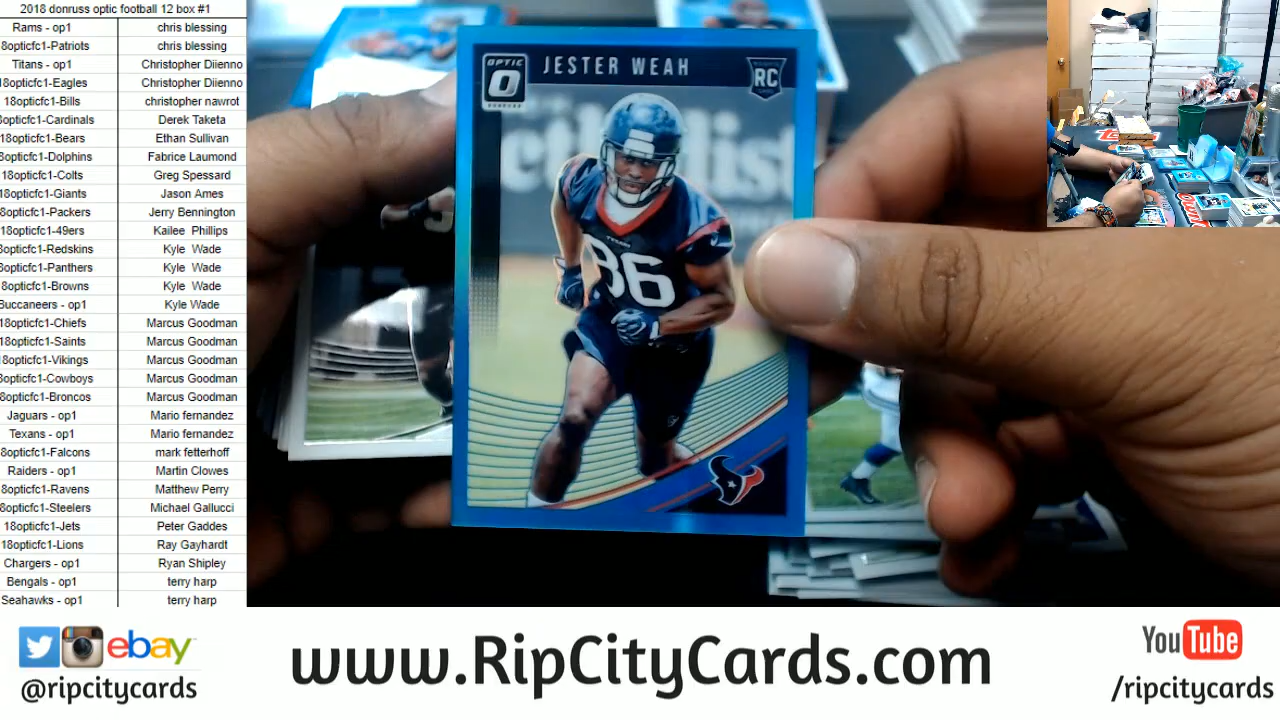 2018 donruss optic football 12 box #1
Rams - op1 chris blessing
18opticfc1-Patriots chris blessing
Titans - op1 Christopher Diienno
18opticfc1-Eagles Christopher Diienno
18opticfc1-Bills christopher nawrot
8opticfc1-Cardinals Derek Taketa
18opticfc1-Bears Ethan Sullivan
8opticfc1-Dolphins Fabrice Laumond
18opticfc1-Colts Greg Spessard
18opticfc1-Giants Jason Ames
8opticfc1-Packers Jerry Bennington
18opticfc1-49ers Kailee Phillips
8opticfc1-Redskins Kyle Wade
8opticfc1-Panthers Kyle Wade
8opticfc1-Browns Kyle Wade
Buccaneers - op1 Kyle Wade
18opticfc1-Chiefs Marcus Goodman
18opticfc1-Saints Marcus Goodman
18opticfc1-Vikings Marcus Goodman
8opticfc1-Cowboys Marcus Goodman
8opticfc1-Broncos Marcus Goodman
Jaguars - op1 Mario fernandez
Texans - op1 Mario fernandez
8opticfc1-Falcons mark fetterhoff
Raiders - op1 Martin Clowes
8opticfc1-Ravens Matthew Perry
8opticfc1-Steelers Michael Gallucci
18opticfc1-Jets Peter Gaddes
18opticfc1-Lions Ray Gayhardt
Chargers - op1 Ryan Shipley
Bengals - op1 terry harp
Seahawks - op1 terry harp
OPTIC
JESTER WEAH
RC
TEXANS
86
ebay
@ripcitycards
www.RipCityCards.com
YouTube
/ripcitycards